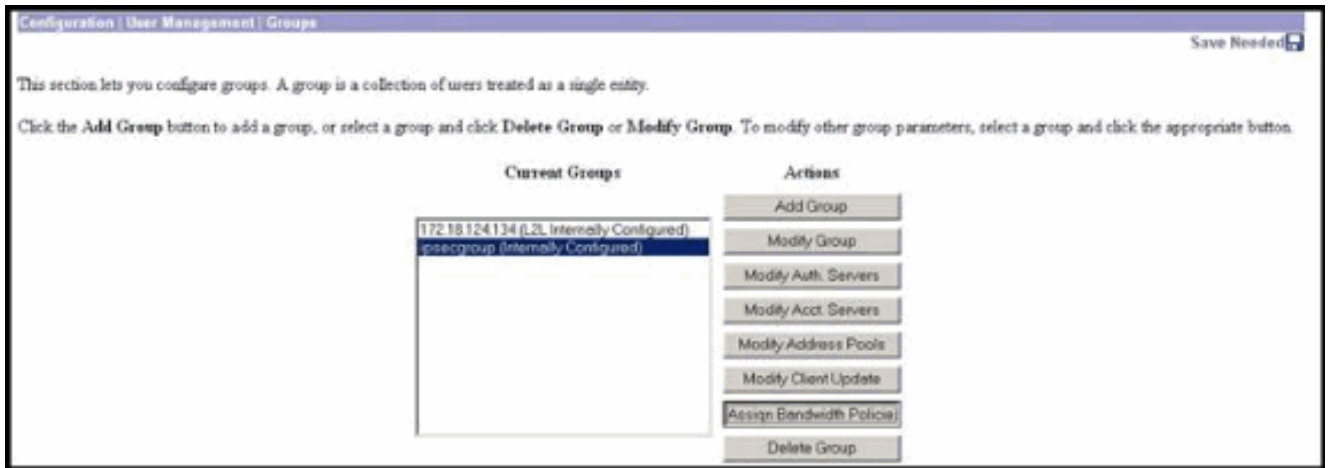 Configuration | User Management | Groups
Save Needed
This section lets you configure groups. A group is a collection of users treated as a single entity.
Click the Add Group button to add a group, or select a group and click Delete Group or Modify Group. To modify other group parameters, select a group and click the appropriate button.
Current Groups
Actions
172.18.124.134 (L2L Internally Configured)
ipsecgroup (Internally Configured)
Add Group
Modify Group
Modify Auth. Servers
Modify Acct. Servers
Modify Address Pools
Modify Client Update
Assign Bandwidth Policie
Delete Group